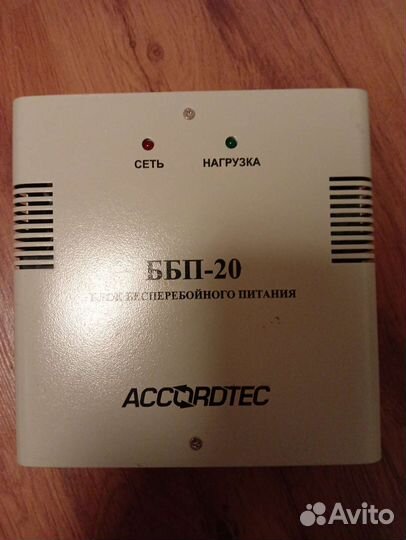 СЕТЬ НАГРУЗКА
ББП-20
БЛОК БЕСПЕРЕБОЙНОГО ПИТАНИЯ
ACCORDTEC
Avito